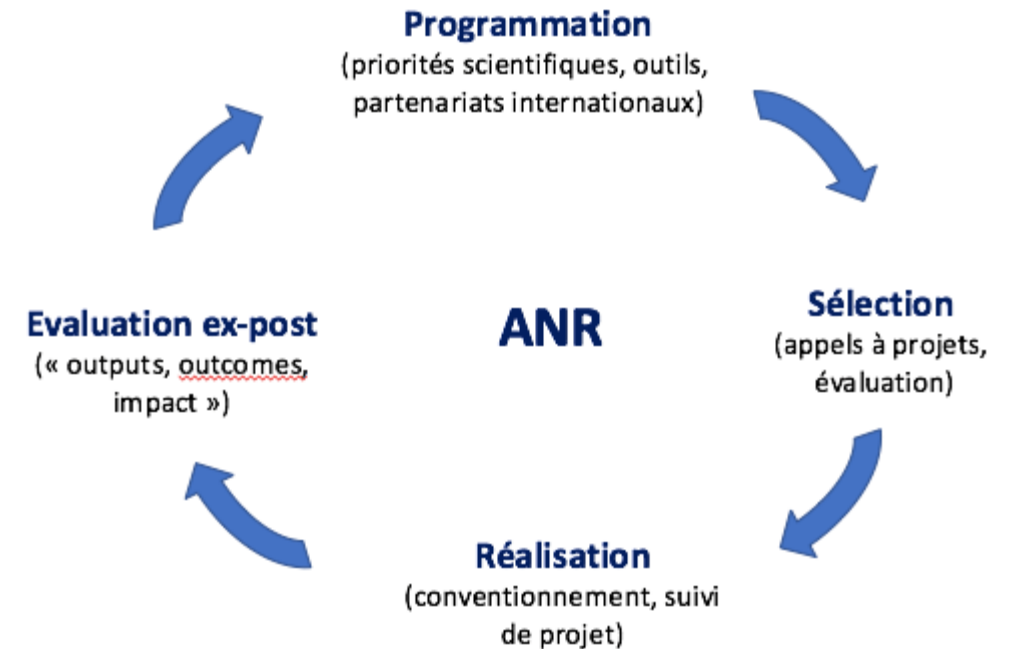 Programmation
(priorités scientifiques, outils,
partenariats internationaux)
Sélection
(appels à projets,
évaluation)
ANR
Evaluation ex-post
(« outputs, outcomes,
impact »)
Réalisation
(conventionnement, suivi
de projet)